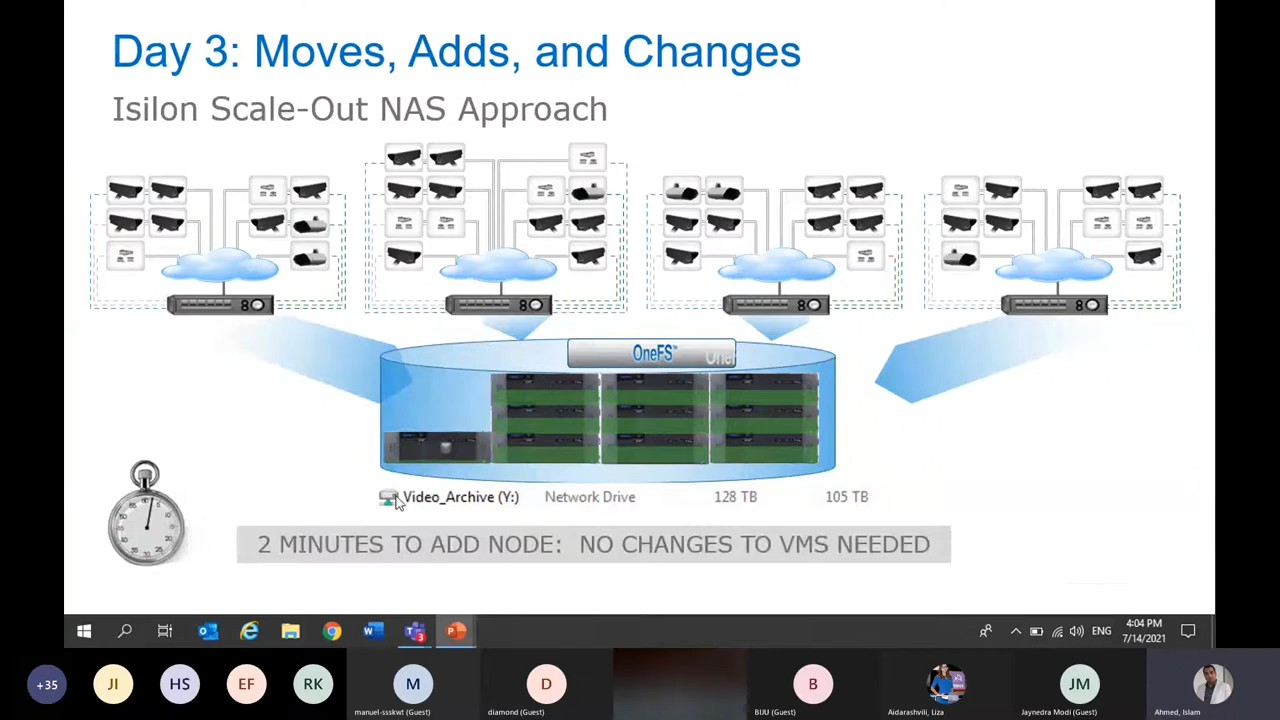 Day 3: Moves, Adds, and Changes
Isilon Scale-Out NAS Approach
OneFS™
Video_Archive (Y:) Network Drive 128 TB 105 TB
2 MINUTES TO ADD NODE: NO CHANGES TO VMS NEEDED
4:04 PM
ENG
7/14/2021
+35 JI HS EF RK M D B JM
manuel-ssskwt (Guest) diamond (Guest) BIJU (Guest) Aidarashvili, Liza Jaynedra Modi (Guest) Ahmed, Islam